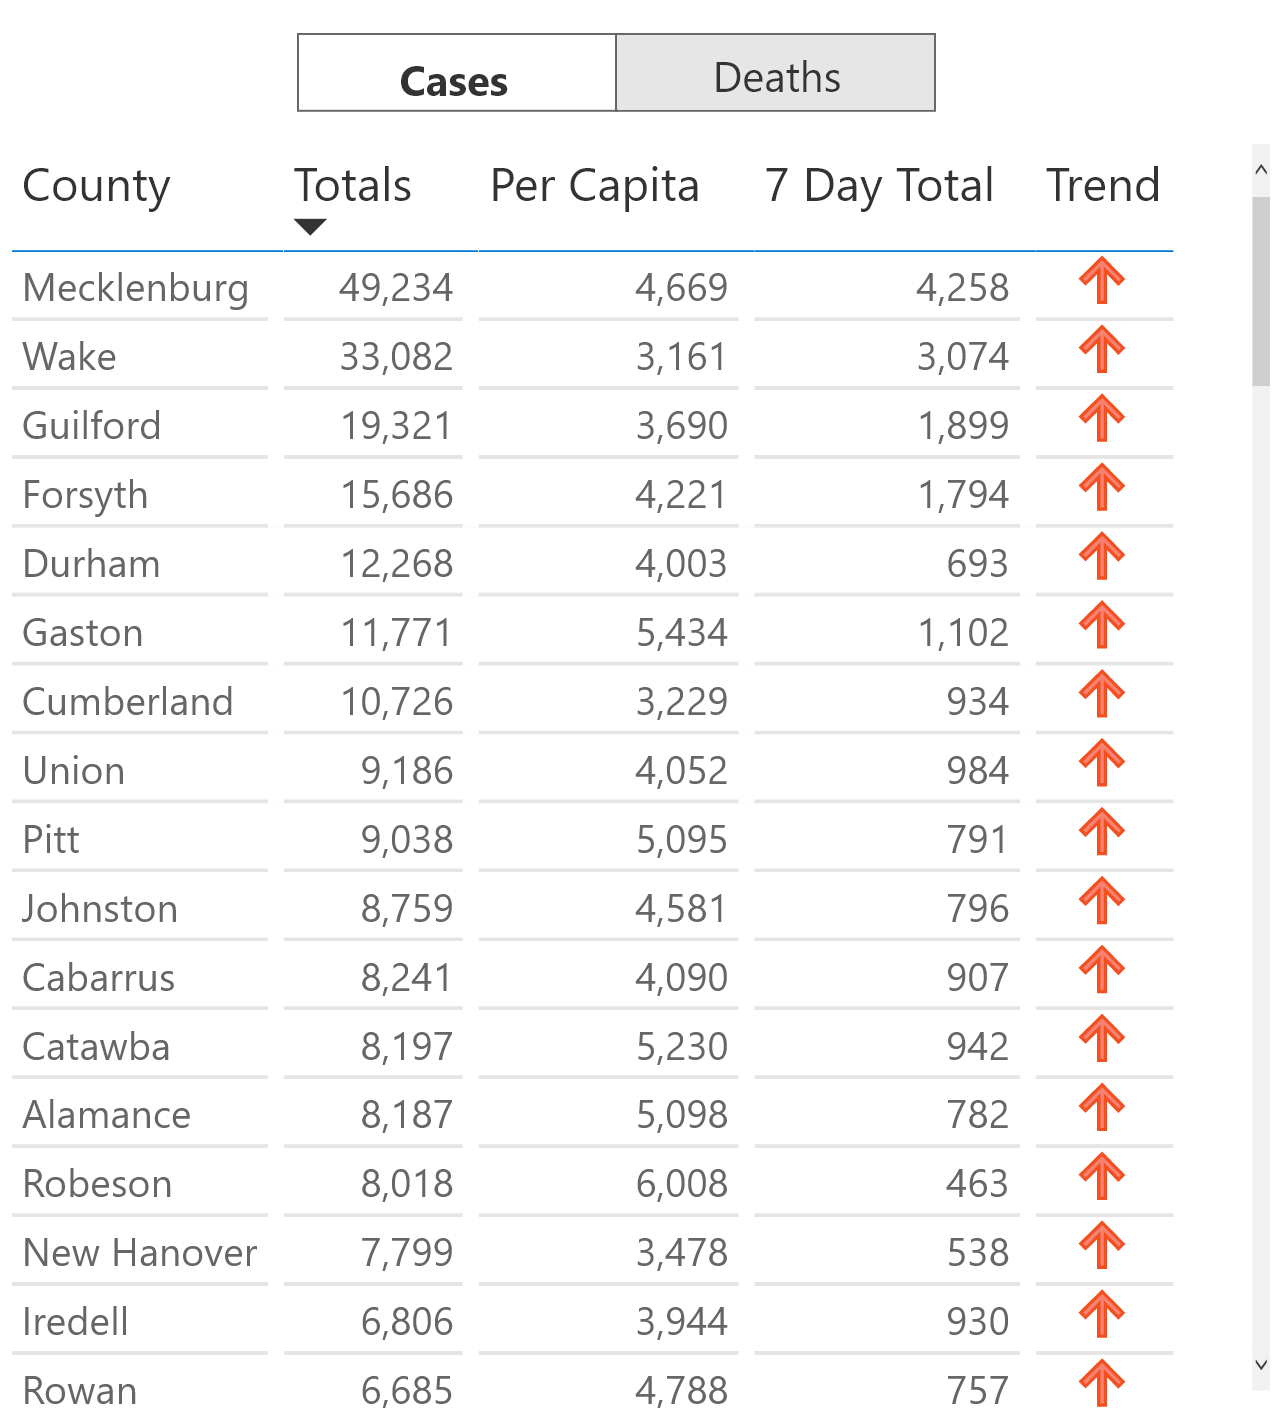 Cases Deaths
County Totals Per Capita 7 Day Total Trend
Mecklenburg 49,234 4,669 4,258
Wake 33,082 3,161 3,074
Guilford 19,321 3,690 1,899
Forsyth 15,686 4,221 1,794
Durham 12,268 4,003 693
Gaston 11,771 5,434 1,102
Cumberland 10,726 3,229 934
Union 9,186 4,052 984
Pitt 9,038 5,095 791
Johnston 8,759 4,581 796
Cabarrus 8,241 4,090 907
Catawba 8,197 5,230 942
Alamance 8,187 5,098 782
Robeson 8,018 6,008 463
New Hanover 7,799 3,478 538
Iredell 6,806 3,944 930
Rowan 6,685 4,788 757